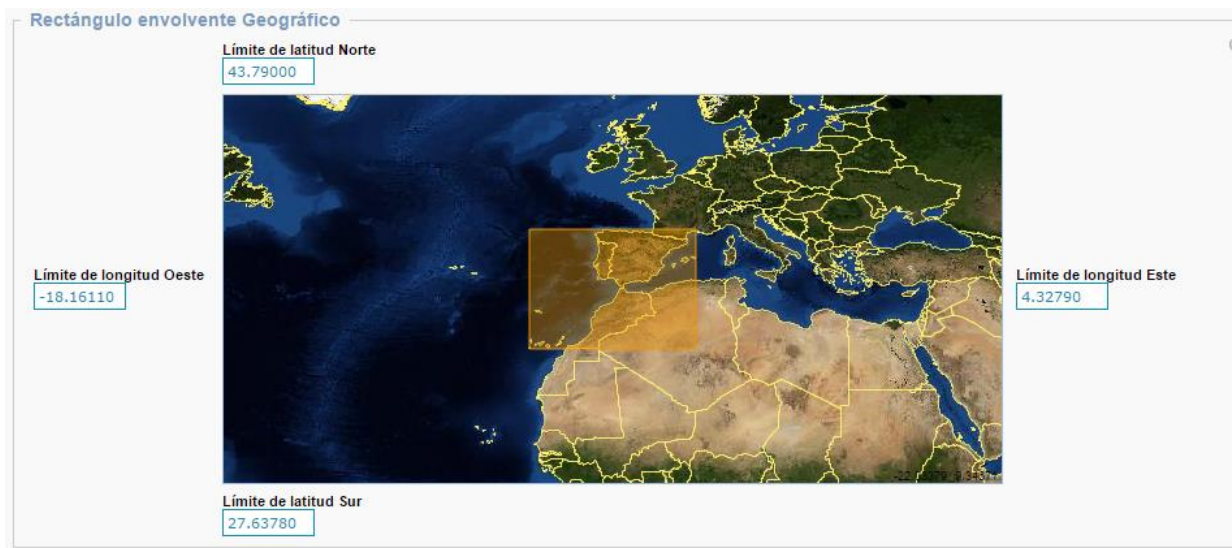 Rectángulo envolvente Geográfico
Límite de latitud Norte
43.79000
Límite de longitud Oeste
-18.16110
Límite de longitud Este
4.32790
Límite de latitud Sur
27.63780